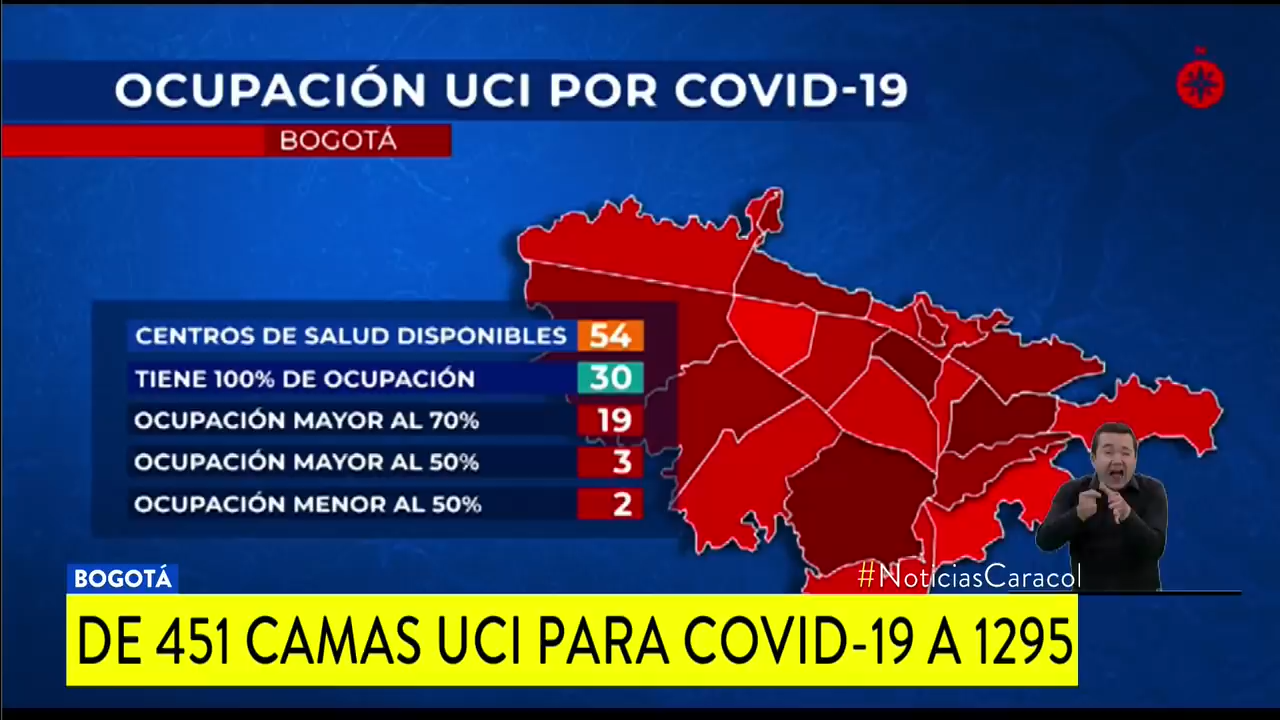 OCUPACIÓN UCI POR COVID-19
BOGOTÁ
N
CENTROS DE SALUD DISPONIBLES 54
TIENE 100% DE OCUPACIÓN 30
OCUPACIÓN MAYOR AL 70% 19
OCUPACIÓN MAYOR AL 50% 3
OCUPACIÓN MENOR AL 50% 2
BOGOTÁ
#NoticiasCaracol
DE 451 CAMAS UCI PARA COVID-19 A 1295